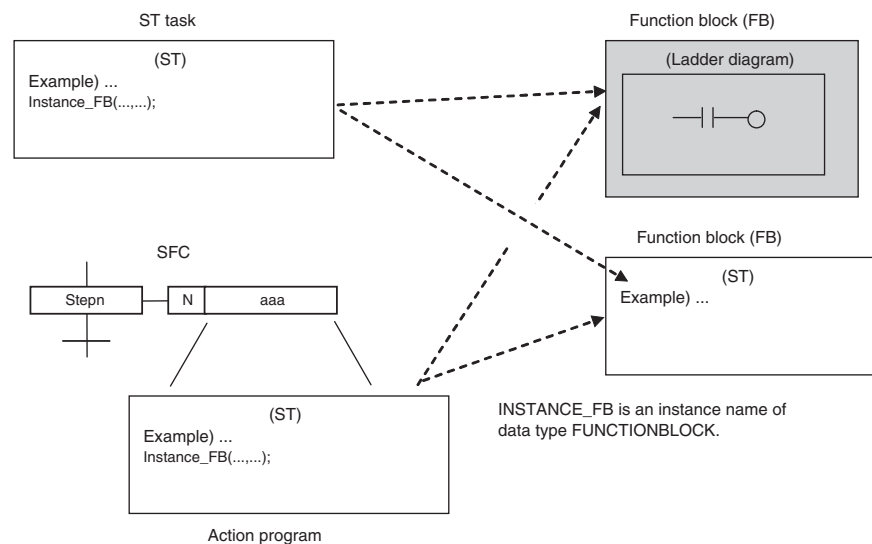 ST task
(ST)
Example) ...
Instance_FB(...,...);
Function block (FB)
(Ladder diagram)
SFC
Stepn
N
aaa
Function block (FB)
(ST)
Example) ...
(ST)
Example) ...
Instance_FB(...,...);
Action program
INSTANCE_FB is an instance name of
data type FUNCTIONBLOCK.